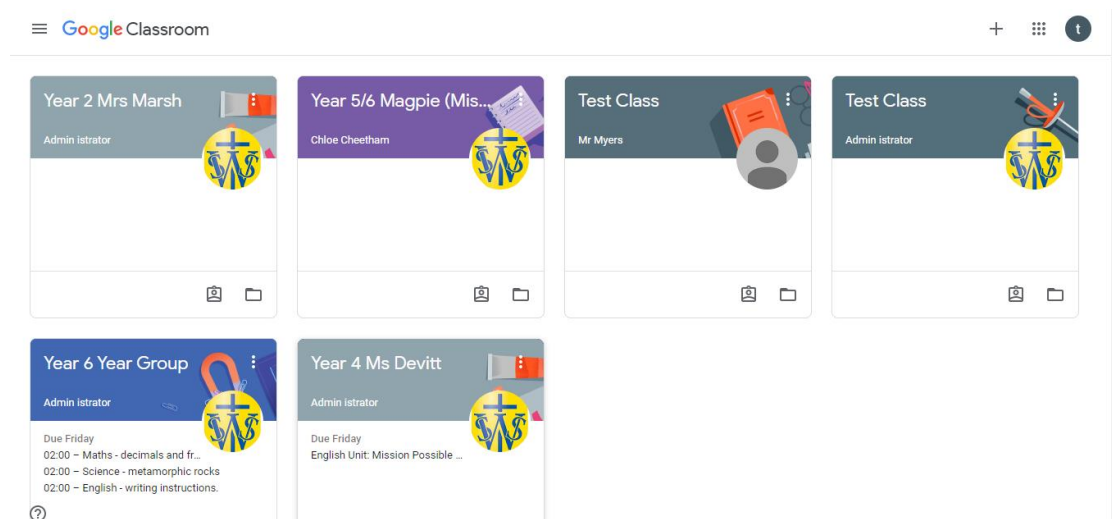 Google Classroom
t
Year 2 Mrs Marsh
Admin istrator
Year 5/6 Magpie (Mis...
Chloe Cheetham
Test Class
Mr Myers
Test Class
Admin istrator
Year 6 Year Group
Admin istrator
Due Friday
02:00 – Maths - decimals and fr...
02:00 – Science - metamorphic rocks
02:00 – English - writing instructions.
Year 4 Ms Devitt
Admin istrator
Due Friday
English Unit: Mission Possible ...